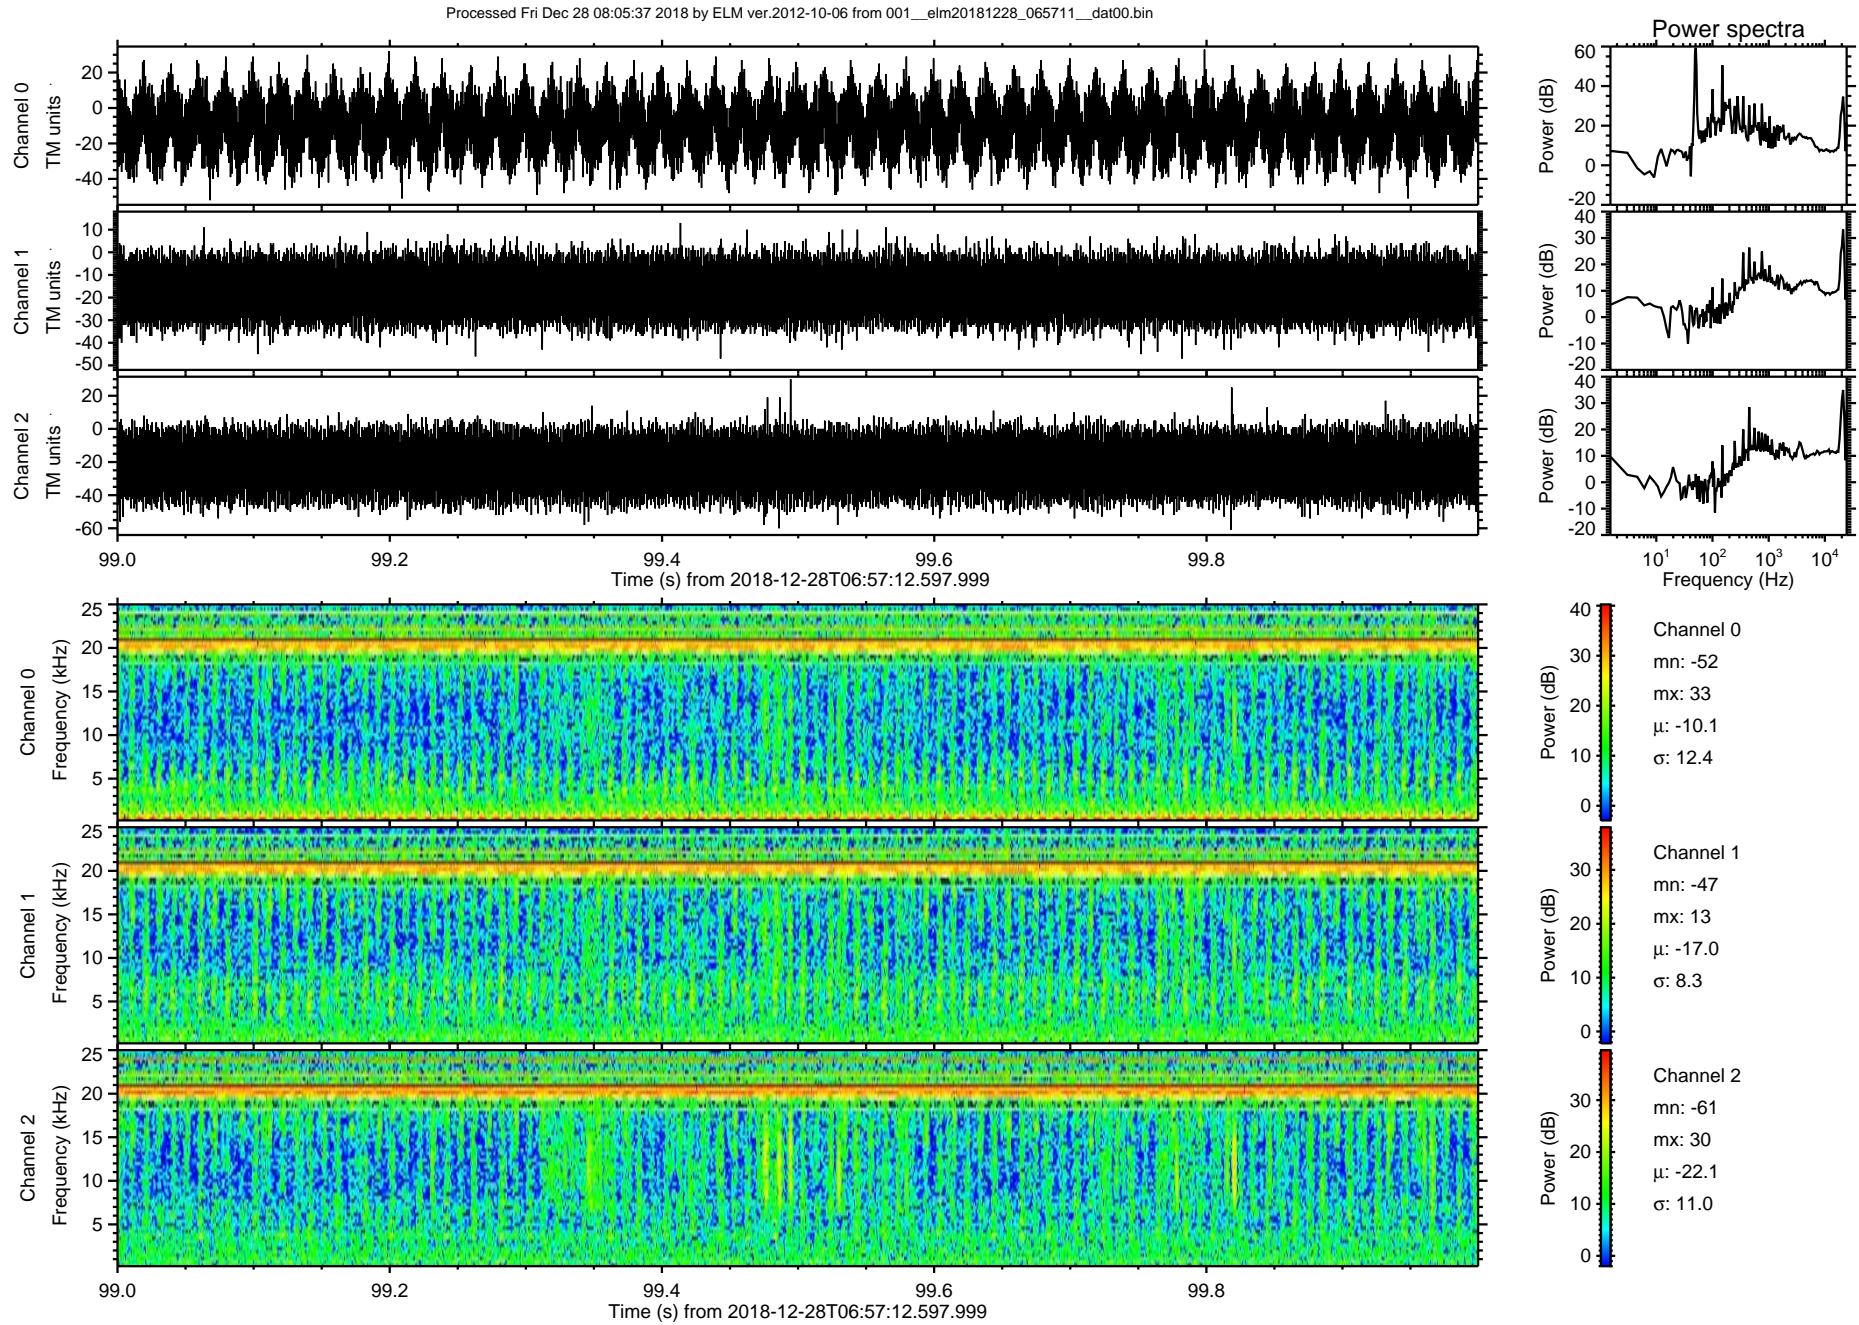 Processed Fri Dec 28 08:05:37 2018 by ELM ver.2012-10-06 from 001__elm20181228_065711__dat00.bin
Power spectra
Channel 0
TM units
20
0
-20
-40
Power (dB)
60
40
20
0
-20
Channel 1
TM units
10
0
-10
-20
-30
-40
-50
Power (dB)
40
30
20
10
0
-10
-20
Channel 2
TM units
20
0
-20
-40
-60
Power (dB)
40
30
20
10
0
-10
-20
99.0 99.2 99.4 99.6 99.8
Time (s) from 2018-12-28T06:57:12.597.999
10¹ 10² 10³ 10⁴
Frequency (Hz)
Channel 0
Frequency (kHz)
25
20
15
10
5
Power (dB)
40
30
20
10
0
Channel 0
mn: -52
mx: 33
μ: -10.1
σ: 12.4
Channel 1
Frequency (kHz)
25
20
15
10
5
Power (dB)
30
20
10
0
Channel 1
mn: -47
mx: 13
μ: -17.0
σ: 8.3
Channel 2
Frequency (kHz)
25
20
15
10
5
Power (dB)
30
20
10
0
Channel 2
mn: -61
mx: 30
μ: -22.1
σ: 11.0
99.0 99.2 99.4 99.6 99.8
Time (s) from 2018-12-28T06:57:12.597.999